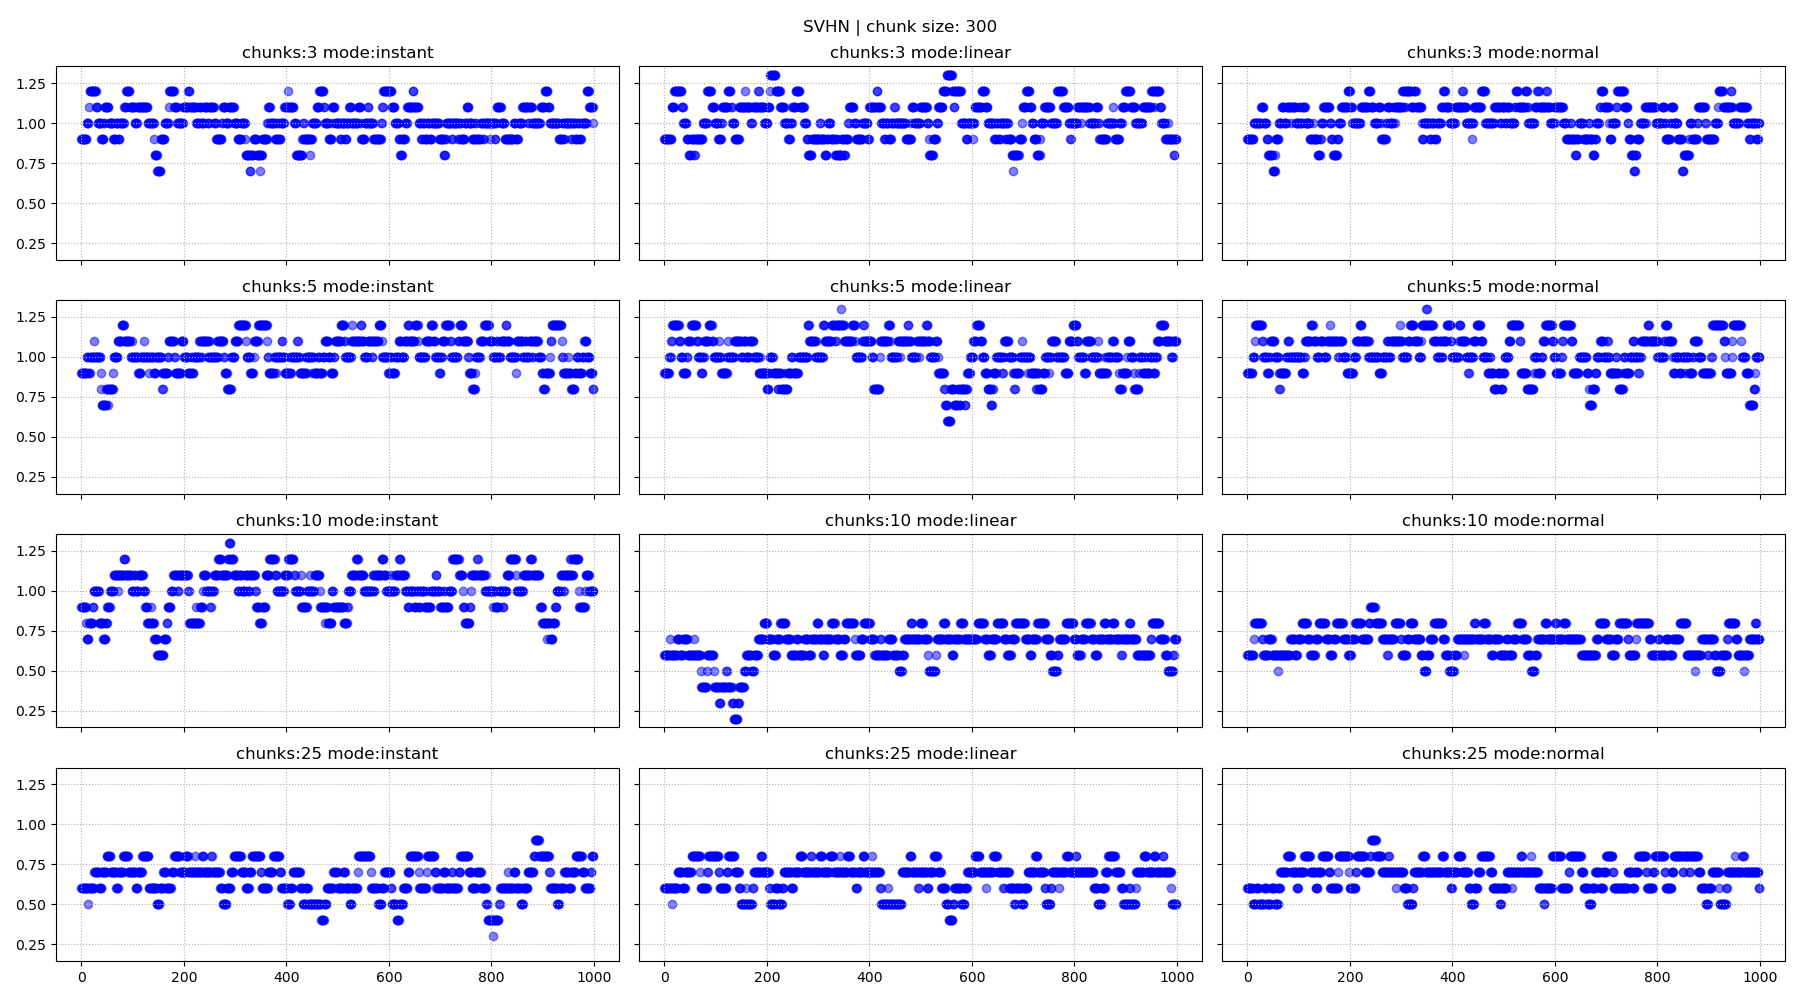 SVHN | chunk size: 300
chunks:3 mode:instant
chunks:3 mode:linear
chunks:3 mode:normal
1.25
1.00
0.75
0.50
0.25
chunks:5 mode:instant
chunks:5 mode:linear
chunks:5 mode:normal
1.25
1.00
0.75
0.50
0.25
chunks:10 mode:instant
chunks:10 mode:linear
chunks:10 mode:normal
1.25
1.00
0.75
0.50
0.25
chunks:25 mode:instant
chunks:25 mode:linear
chunks:25 mode:normal
1.25
1.00
0.75
0.50
0.25
0 200 400 600 800 1000
0 200 400 600 800 1000
0 200 400 600 800 1000